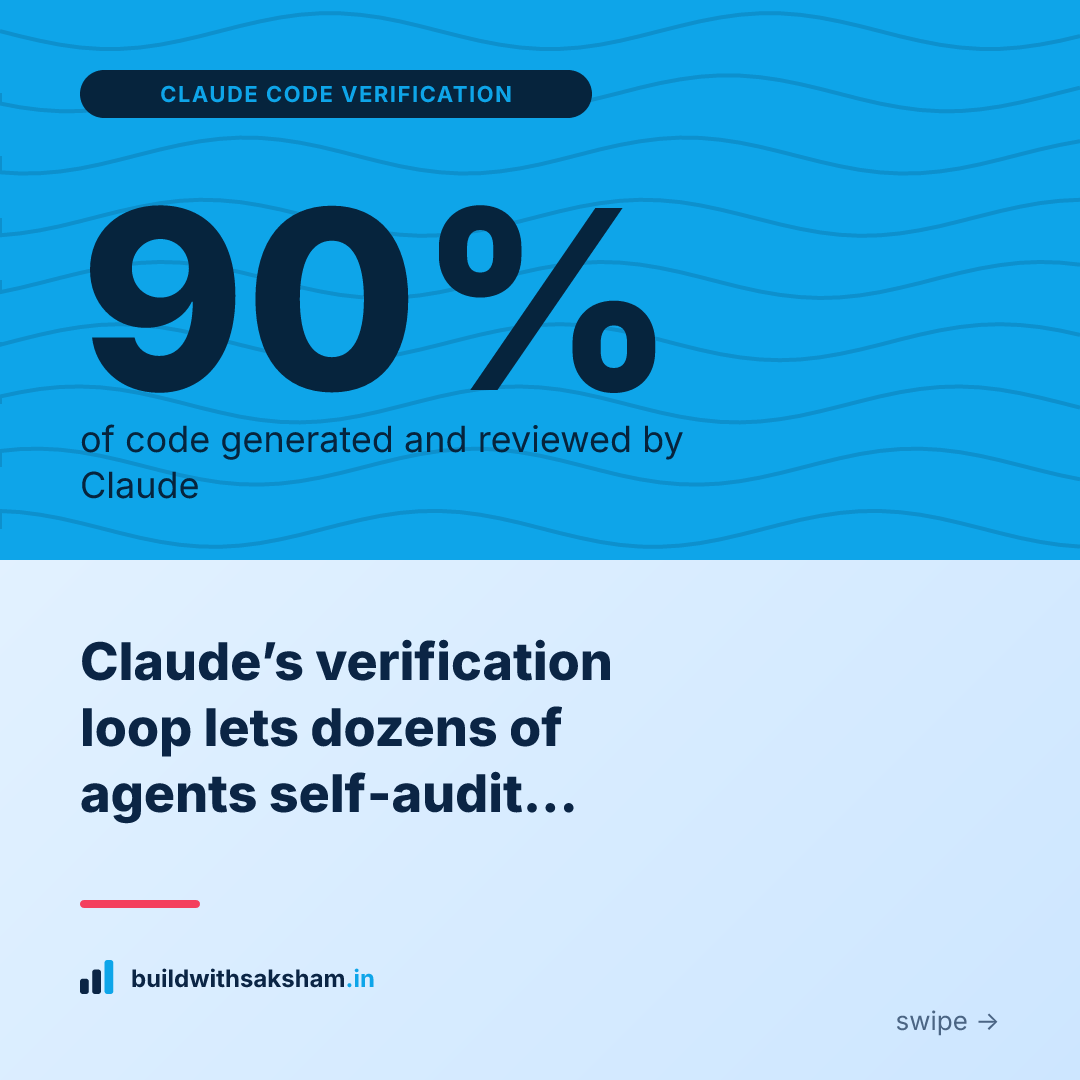 CLAUDE CODE VERIFICATION
90%
of code generated and reviewed by
Claude
Claude’s verification
loop lets dozens of
agents self-audit…
buildwithsaksham.in
swipe →